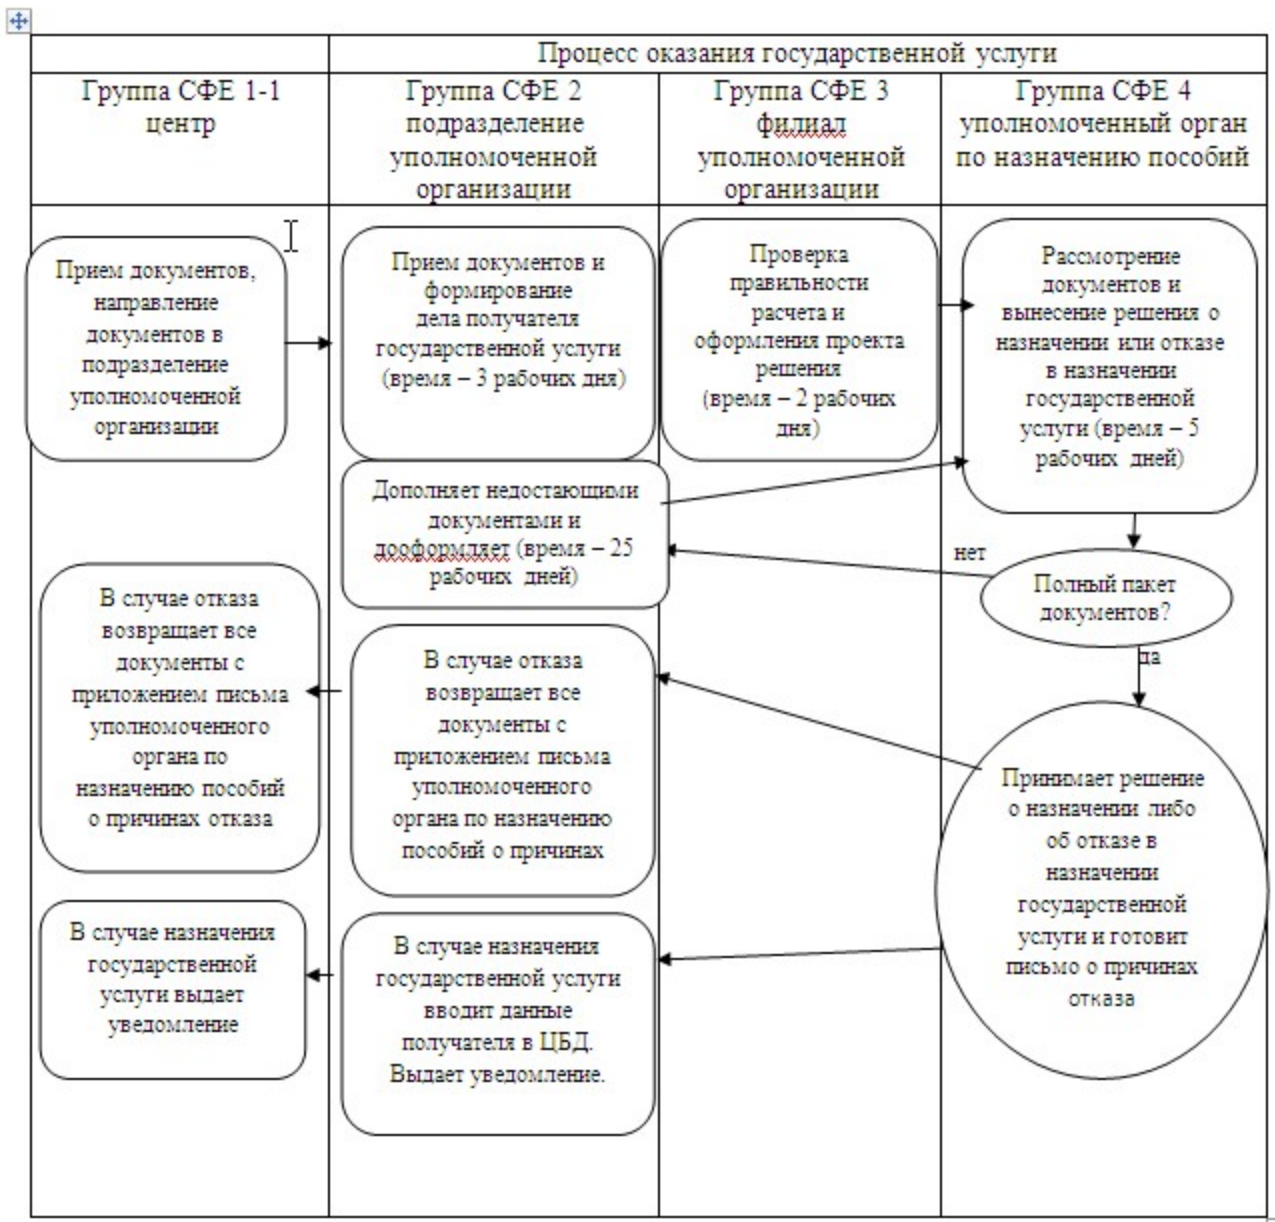 Процесс оказания государственной услуги
Группа СФЕ 1-1
центр
Группа СФЕ 2
подразделение
уполномоченной
организации
Группа СФЕ 3
филиал
уполномоченной
организации
Группа СФЕ 4
уполномоченный орган
по назначению пособий
Прием документов,
направление
документов в
подразделение
уполномоченной
организации
Прием документов и
формирование
дела получателя
государственной услуги
(время – 3 рабочих дня)
Проверка
правильности
расчета и
оформления проекта
решения
(время – 2 рабочих
дня)
Рассмотрение
документов и
вынесение решения о
назначении или отказе
в назначении
государственной
услуги (время – 5
рабочих дней)
Дополняет недостающими
документами и
дооформляет (время – 25
рабочих дней)
нет
Полный пакет
документов?
да
В случае отказа
возвращает все
документы с
приложением письма
уполномоченного
органа по
назначению пособий
о причинах отказа
В случае отказа
возвращает все
документы с
приложением письма
уполномоченного
органа по назначению
пособий о причинах
Принимает решение
о назначении либо
об отказе в
назначении
государственной
услуги и готовит
письмо о причинах
отказа
В случае назначения
государственной
услуги выдает
уведомление
В случае назначения
государственной услуги
вводит данные
получателя в ЦБД.
Выдает уведомление.